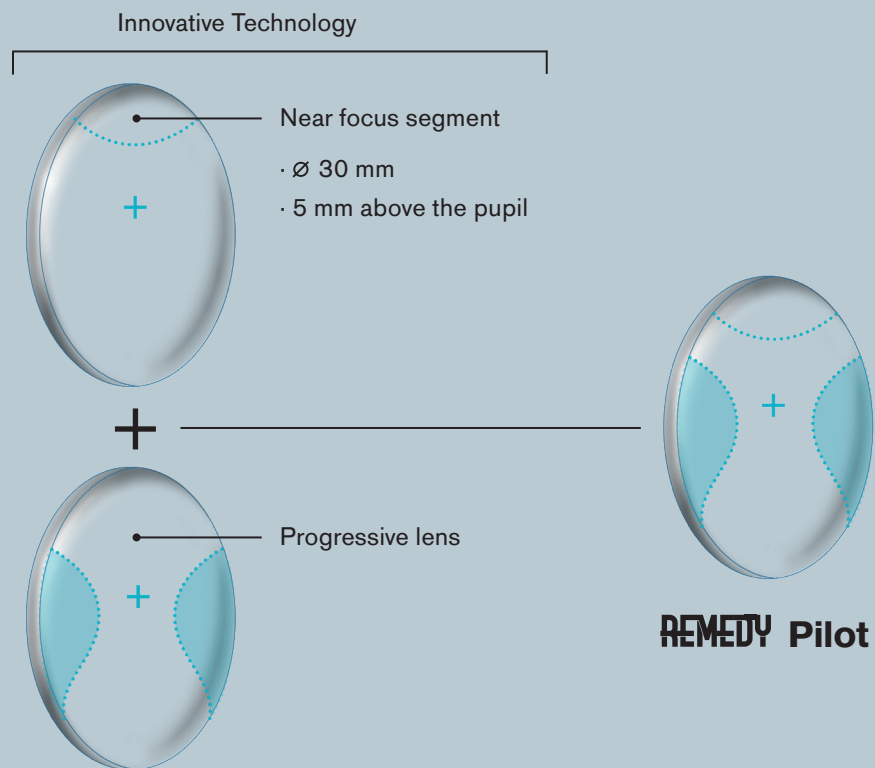 Innovative Technology
Near focus segment
· Ø 30 mm
· 5 mm above the pupil
Progressive lens
REMEDY Pilot